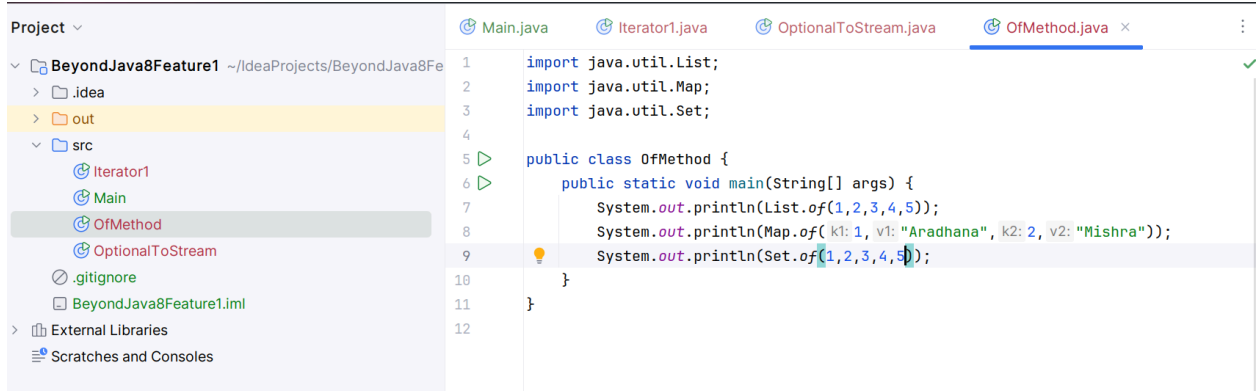 Project
BeyondJava8Feature1 ~/IdeaProjects/BeyondJava8Fe
.idea
out
src
Iterator1
Main
OfMethod
OptionalToStream
.gitignore
BeyondJava8Feature1.iml
External Libraries
Scratches and Consoles
Main.java Iterator1.java OptionalToStream.java OfMethod.java ×
1 import java.util.List;
2 import java.util.Map;
3 import java.util.Set;
4
5 public class OfMethod {
6 public static void main(String[] args) {
7 System.out.println(List.of(1,2,3,4,5));
8 System.out.println(Map.of( k1: 1, v1: "Aradhana", k2: 2, v2: "Mishra"));
9 System.out.println(Set.of(1,2,3,4,5));
10 }
11 }
12